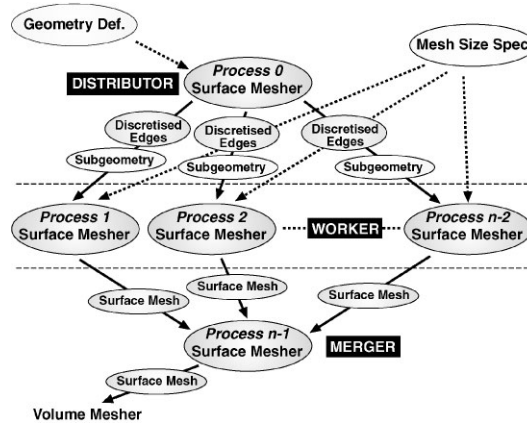 Geometry Def.
Mesh Size Spec
Process 0
Surface Mesher
DISTRIBUTOR
Discretised
Edges
Discretised
Edges
Discretised
Edges
Subgeometry
Subgeometry
Subgeometry
Process 1
Surface Mesher
Process 2
Surface Mesher
WORKER
Process n-2
Surface Mesher
Surface Mesh
Surface Mesh
Surface Mesh
Process n-1
Surface Mesher
MERGER
Surface Mesh
Volume Mesher